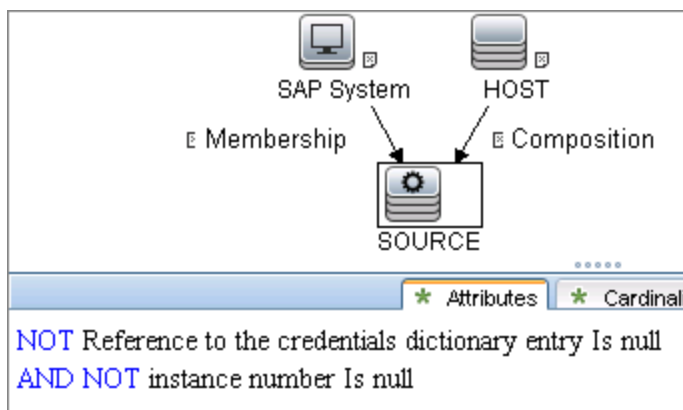 SAP System
HOST
Membership
Composition
SOURCE
Attributes
Cardinali
NOT Reference to the credentials dictionary entry Is null
AND NOT instance number Is null